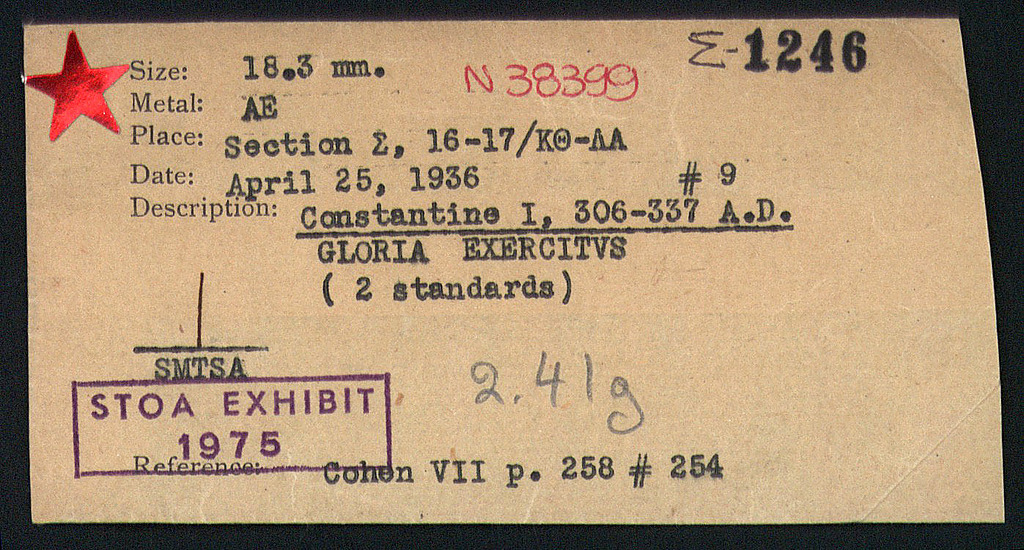 Σ-1246
Size: 18.3 mm.
N 38399
Metal: AE
Place: Section Σ, 16-17/ΚΘ-ΛΑ
Date: April 25, 1936 # 9
Description: Constantine I, 306-337 A.D.
GLORIA EXERCITVS
( 2 standards)
SMTSA
2.41g
STOA EXHIBIT
1975
Reference: Cohen VII p. 258 # 254